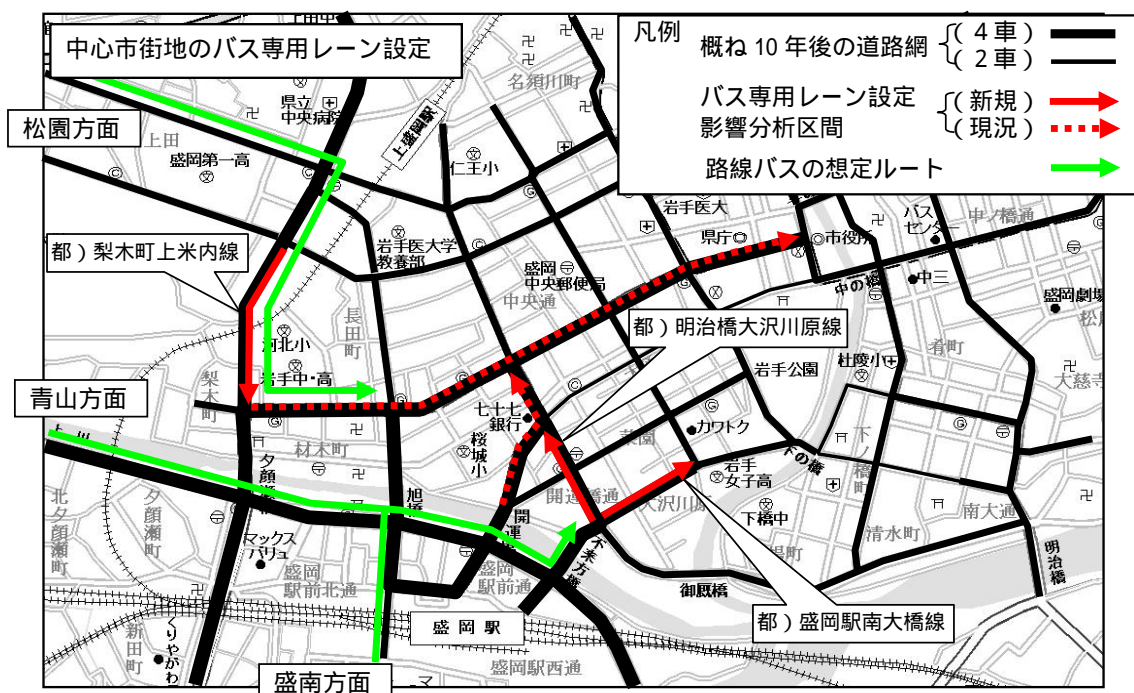 中心市街地のバス専用レーン設定
凡例
概ね10年後の道路網
(4車)
(2車)
バス専用レーン設定
影響分析区間
(新規)
(現況)
路線バスの想定ルート
松園方面
上田
県立
中央病院
盛岡第一高
上盛岡駅
名須川町
仁王小
都)梨木町上米内線
岩手医大学
教養部
岩手医大
県庁
市役所
バス
センター
中ノ橋通
盛岡
中央郵便局
中央通
中の橋
中三
盛岡劇場
都)明治橋大沢川原線
長田町
河北小
岩手中・高
梨木町
岩手公園
杜陵小
肴町
大慈寺
青山方面
材木町
七十七
銀行
桜城小
菜園
カワトク
下の橋
下ノ橋町
岩手
女子高
北夕顔瀬町
夕顔瀬町
旭橋
開運橋通
大沢川原
下橋中
清水町
南大通
明治橋
マックス
バリュ
盛岡
駅前北通
盛岡
駅前通
不来方橋
御厩橋
都)盛岡駅南大橋線
新田町
くりやがわ
盛岡駅
盛岡駅西通
盛南方面